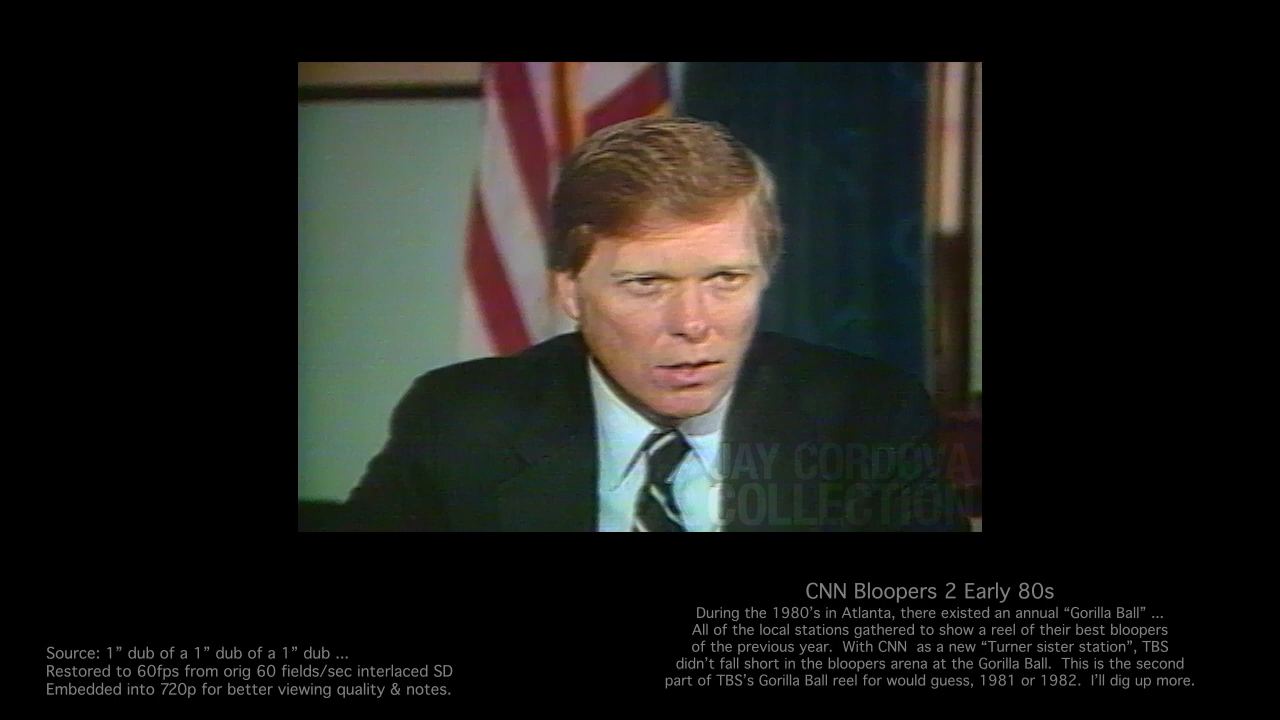 JAY CORDOVA
COLLECTION
Source: 1” dub of a 1” dub of a 1” dub ...
Restored to 60fps from orig 60 fields/sec interlaced SD
Embedded into 720p for better viewing quality & notes.
CNN Bloopers 2 Early 80s
During the 1980’s in Atlanta, there existed an annual “Gorilla Ball” ...
All of the local stations gathered to show a reel of their best bloopers
of the previous year.  With CNN  as a new “Turner sister station”, TBS
didn’t fall short in the bloopers arena at the Gorilla Ball.  This is the second
part of TBS’s Gorilla Ball reel for would guess, 1981 or 1982.  I’ll dig up more.